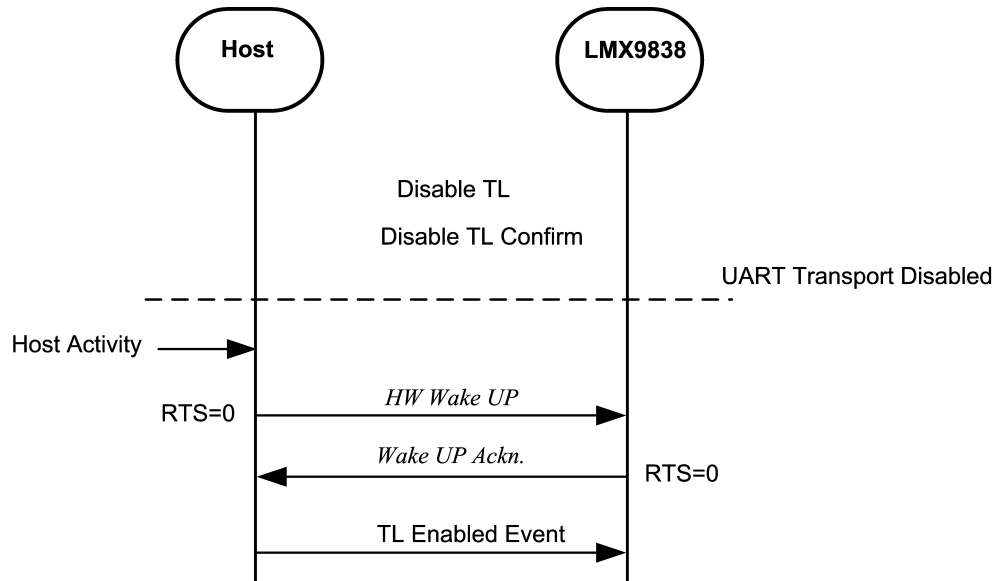 Host
LMX9838
Disable TL
Disable TL Confirm
UART Transport Disabled
Host Activity
HW Wake UP
RTS=0
Wake UP Ackn.
RTS=0
TL Enabled Event